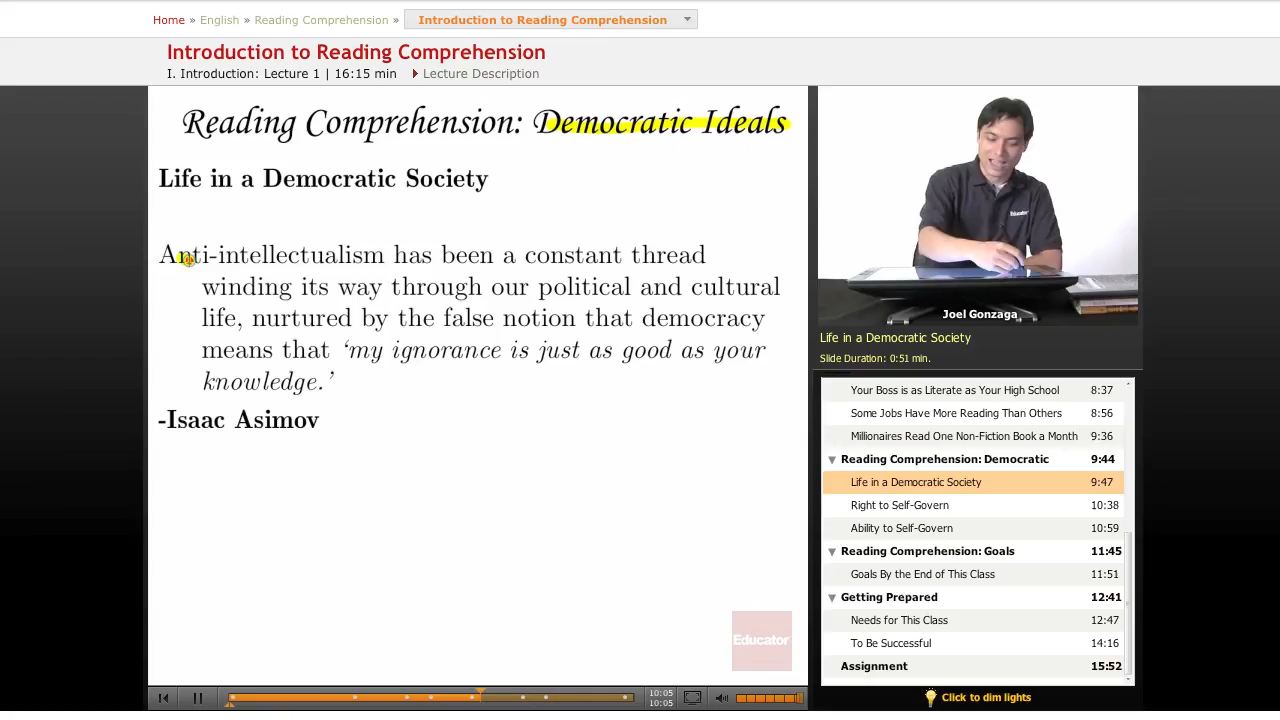 Home » English » Reading Comprehension » Introduction to Reading Comprehension
Introduction to Reading Comprehension
I. Introduction: Lecture 1 | 16:15 min Lecture Description
Reading Comprehension: Democratic Ideals
Life in a Democratic Society
Anti-intellectualism has been a constant thread
winding its way through our political and cultural
life, nurtured by the false notion that democracy
means that ‘my ignorance is just as good as your
knowledge.’
-Isaac Asimov
Educator
Educator
Joel Gonzaga
Life in a Democratic Society
Slide Duration: 0:51 min.
Your Boss is as Literate as Your High School 8:37
Some Jobs Have More Reading Than Others 8:56
Millionaires Read One Non-Fiction Book a Month 9:36
Reading Comprehension: Democratic 9:44
Life in a Democratic Society 9:47
Right to Self-Govern 10:38
Ability to Self-Govern 10:59
Reading Comprehension: Goals 11:45
Goals By the End of This Class 11:51
Getting Prepared 12:41
Needs for This Class 12:47
To Be Successful 14:16
Assignment 15:52
10:05
10:05
Click to dim lights